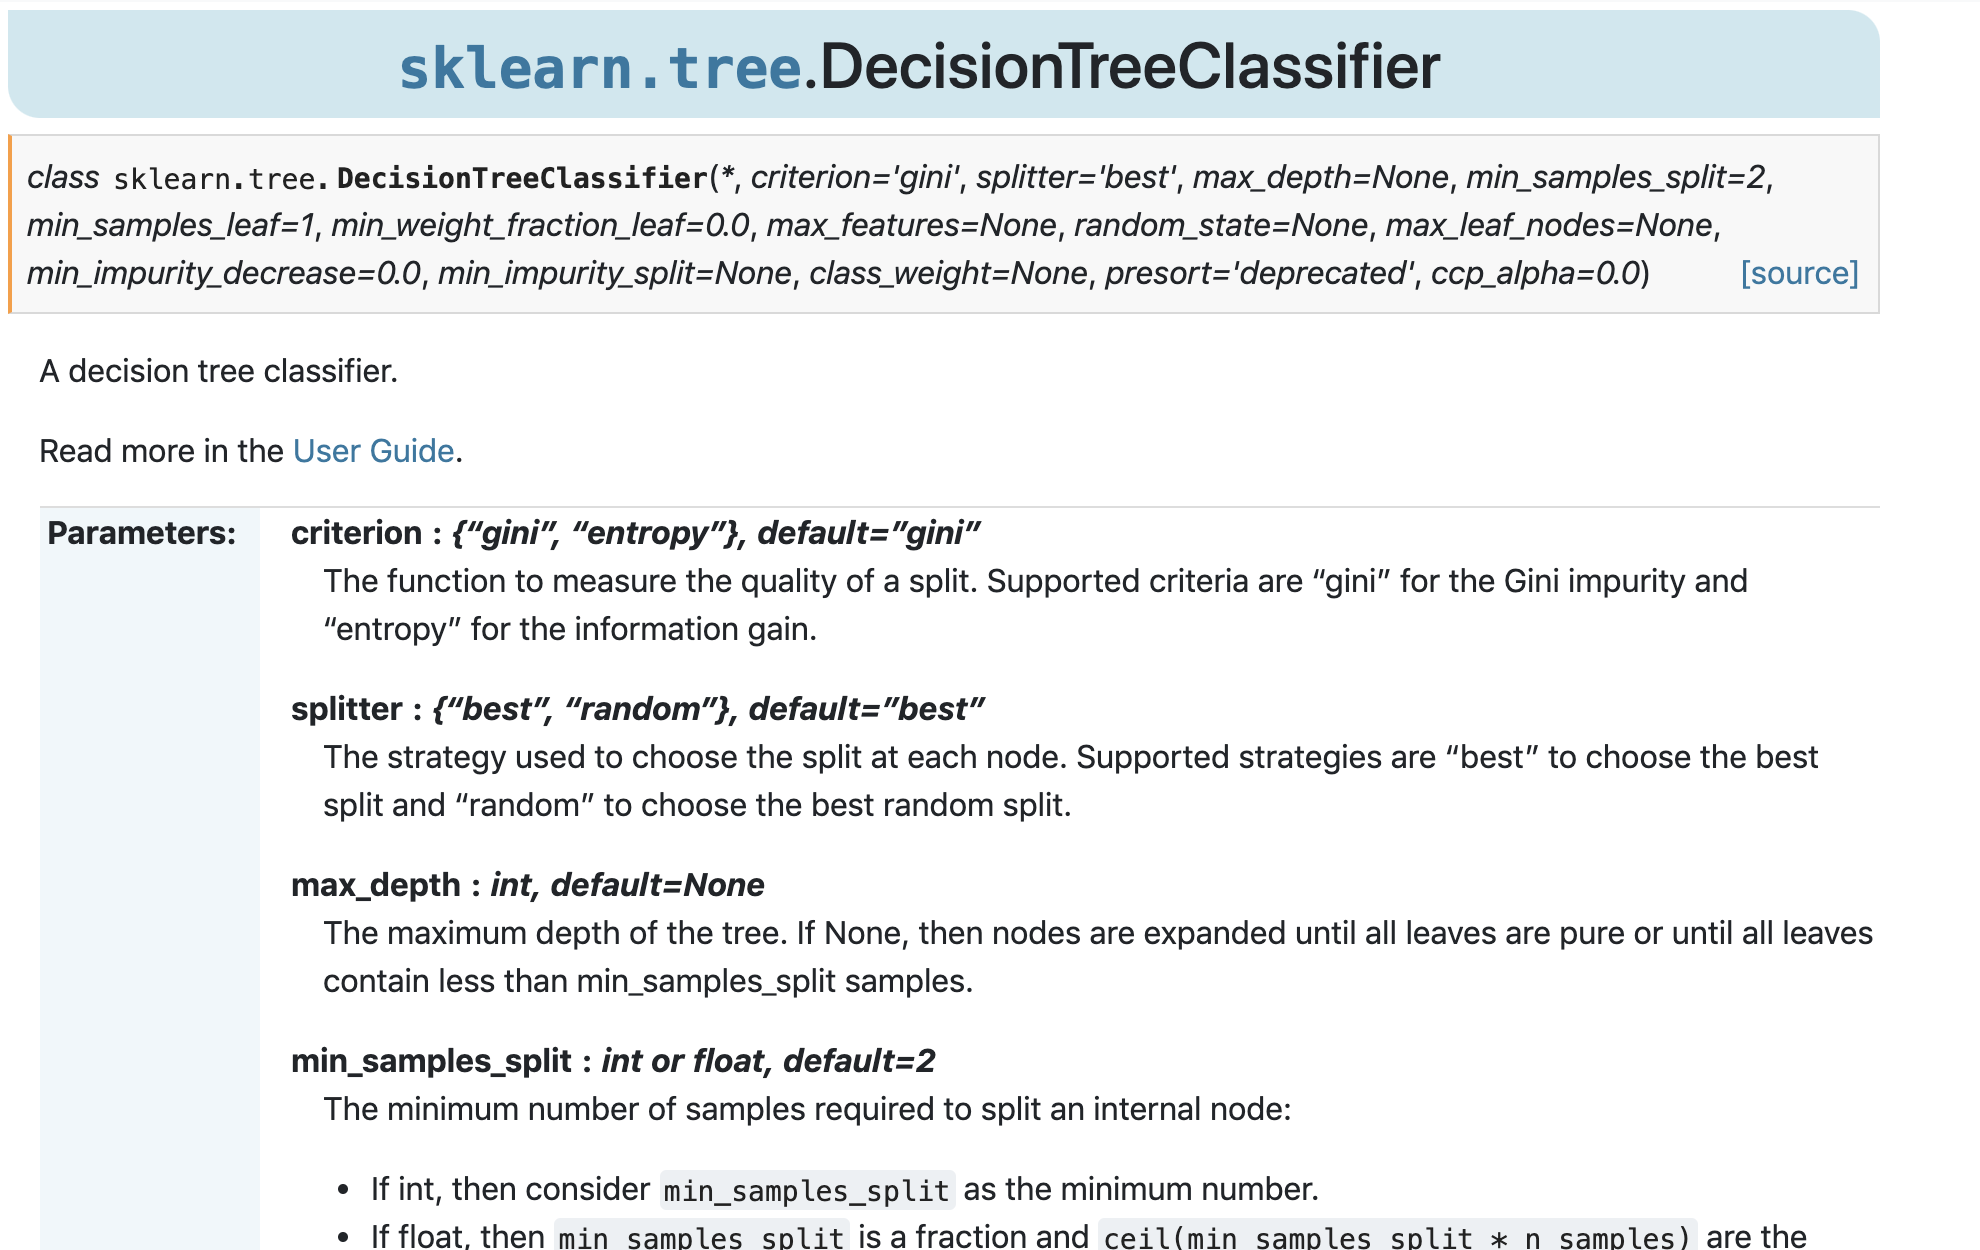 sklearn.tree.DecisionTreeClassifier
class sklearn.tree.DecisionTreeClassifier(*, criterion='gini', splitter='best', max_depth=None, min_samples_split=2,
min_samples_leaf=1, min_weight_fraction_leaf=0.0, max_features=None, random_state=None, max_leaf_nodes=None,
min_impurity_decrease=0.0, min_impurity_split=None, class_weight=None, presort='deprecated', ccp_alpha=0.0) [source]
A decision tree classifier.
Read more in the User Guide.
Parameters: criterion : {“gini”, “entropy”}, default=”gini”
The function to measure the quality of a split. Supported criteria are “gini” for the Gini impurity and
“entropy” for the information gain.
splitter : {“best”, “random”}, default=”best”
The strategy used to choose the split at each node. Supported strategies are “best” to choose the best
split and “random” to choose the best random split.
max_depth : int, default=None
The maximum depth of the tree. If None, then nodes are expanded until all leaves are pure or until all leaves
contain less than min_samples_split samples.
min_samples_split : int or float, default=2
The minimum number of samples required to split an internal node:
• If int, then consider min_samples_split as the minimum number.
• If float, then min_samples_split is a fraction and ceil(min_samples_split * n_samples) are the